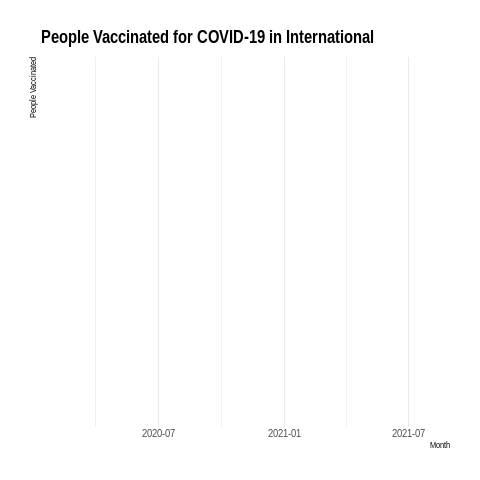 People Vaccinated for COVID-19 in International
People Vaccinated
2020-07
2021-01
2021-07
Month